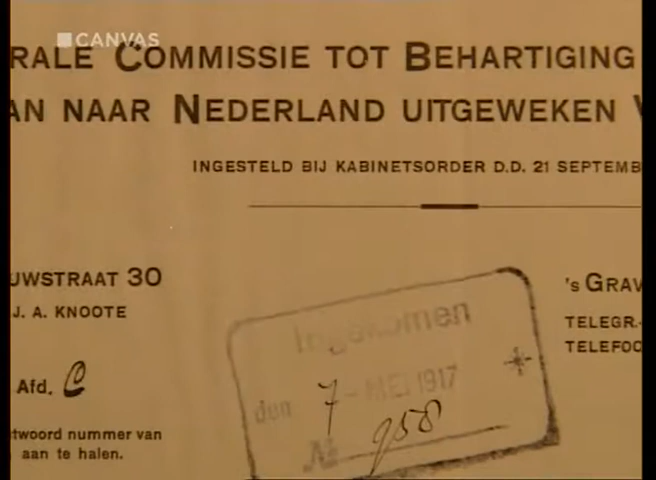 CANVAS
RALE COMMISSIE TOT BEHARTIGING
AN NAAR NEDERLAND UITGEWEKEN V
INGESTELD BIJ KABINETSORDER D.D. 21 SEPTEMB
UWSTRAAT 30
'S GRAV
J. A. KNOOTE
TELEGR.-
TELEFOO
Ingekomen
Afd. C
den 7 - MEI 1917
twoord nummer van
No 958
aan te halen.